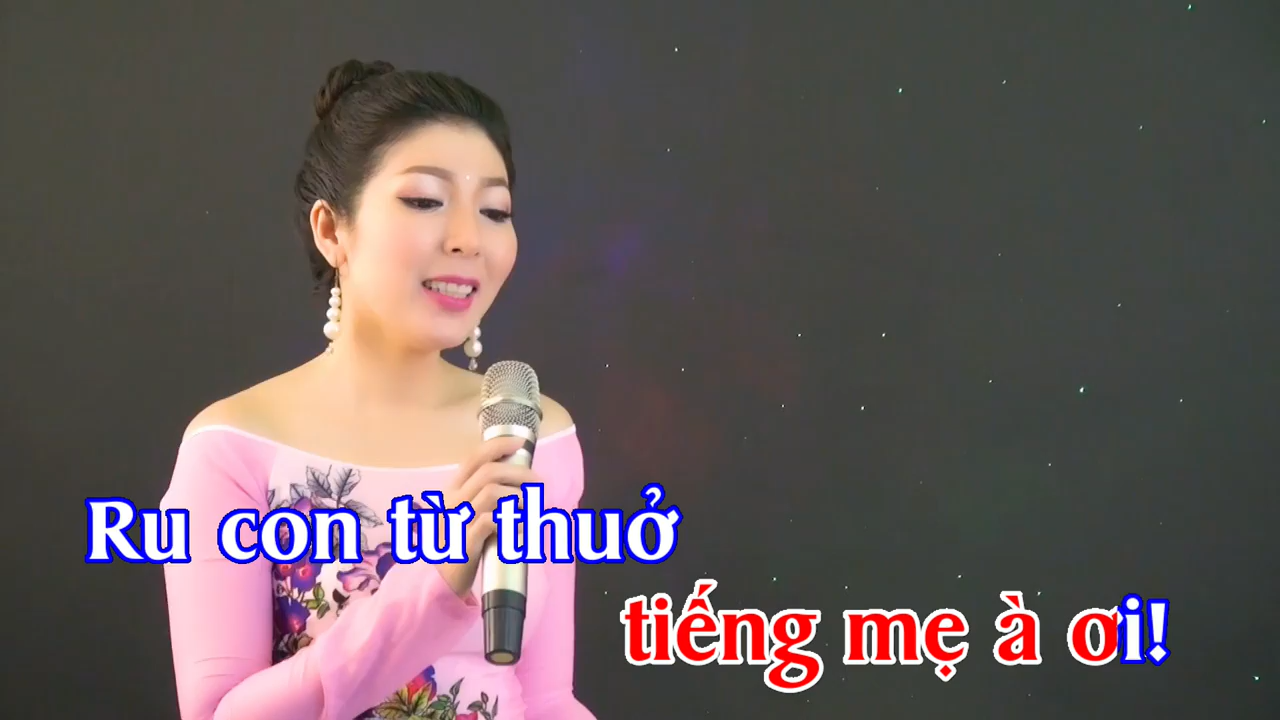 Ru con từ thuở
tiếng mẹ à ơi!